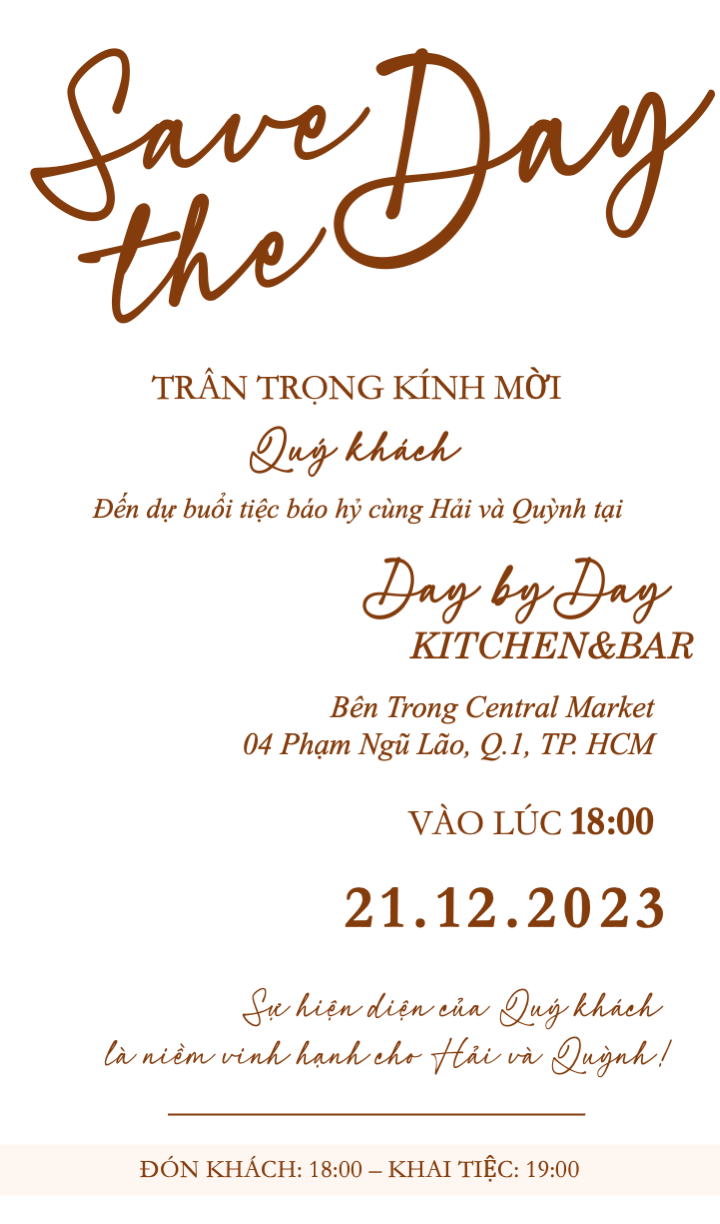 Save
the Day
TRÂN TRỌNG KÍNH MỜI
Quý khách
Đến dự buổi tiệc báo hỷ cùng Hải và Quỳnh tại
Day by Day
KITCHEN&BAR
Bên Trong Central Market
04 Phạm Ngũ Lão, Q.1, TP. HCM
VÀO LÚC 18:00
21.12.2023
Sự hiện diện của Quý khách
là niềm vinh hạnh cho Hải và Quỳnh!
ĐÓN KHÁCH: 18:00 – KHAI TIỆC: 19:00